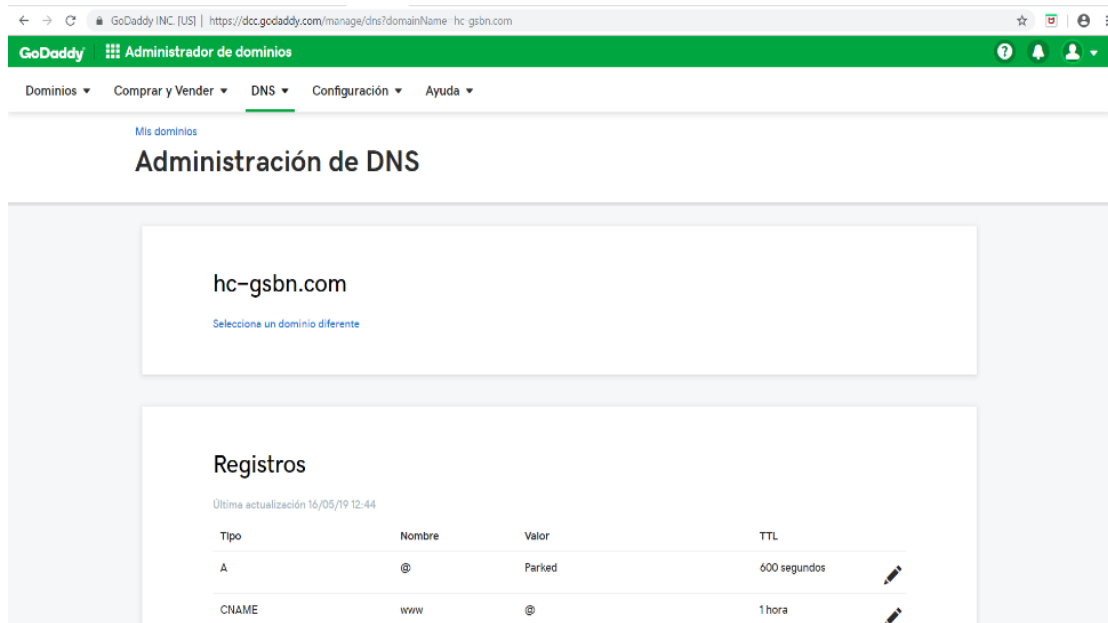 GoDaddy INC. [US] | https://dcc.godaddy.com/manage/dns?domainName hc gsbn.com
GoDaddy Administrador de dominios
Dominios Comprar y Vender DNS Configuración Ayuda
Mis dominios
Administración de DNS
hc-gsbn.com
Selecciona un dominio diferente
Registros
Última actualización 16/05/19 12:44
Tipo Nombre Valor TTL
A @ Parked 600 segundos
CNAME www @ 1 hora